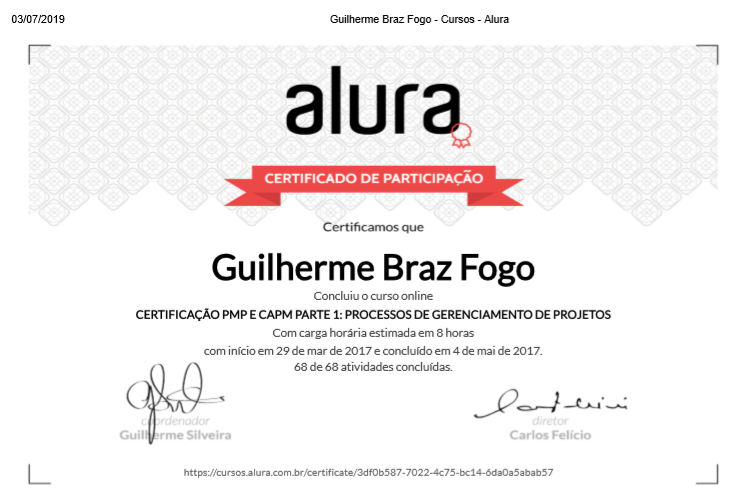 03/07/2019
Guilherme Braz Fogo - Cursos - Alura
alura
CERTIFICADO DE PARTICIPAÇÃO
Certificamos que
Guilherme Braz Fogo
Concluiu o curso online
CERTIFICAÇÃO PMP E CAPM PARTE 1: PROCESSOS DE GERENCIAMENTO DE PROJETOS
Com carga horária estimada em 8 horas
com início em 29 de mar de 2017 e concluído em 4 de mai de 2017.
68 de 68 atividades concluídas.
coordenador
Guilherme Silveira
diretor
Carlos Felício
https://cursos.alura.com.br/certificate/3df0b587-7022-4c75-bc14-6da0a5abab57